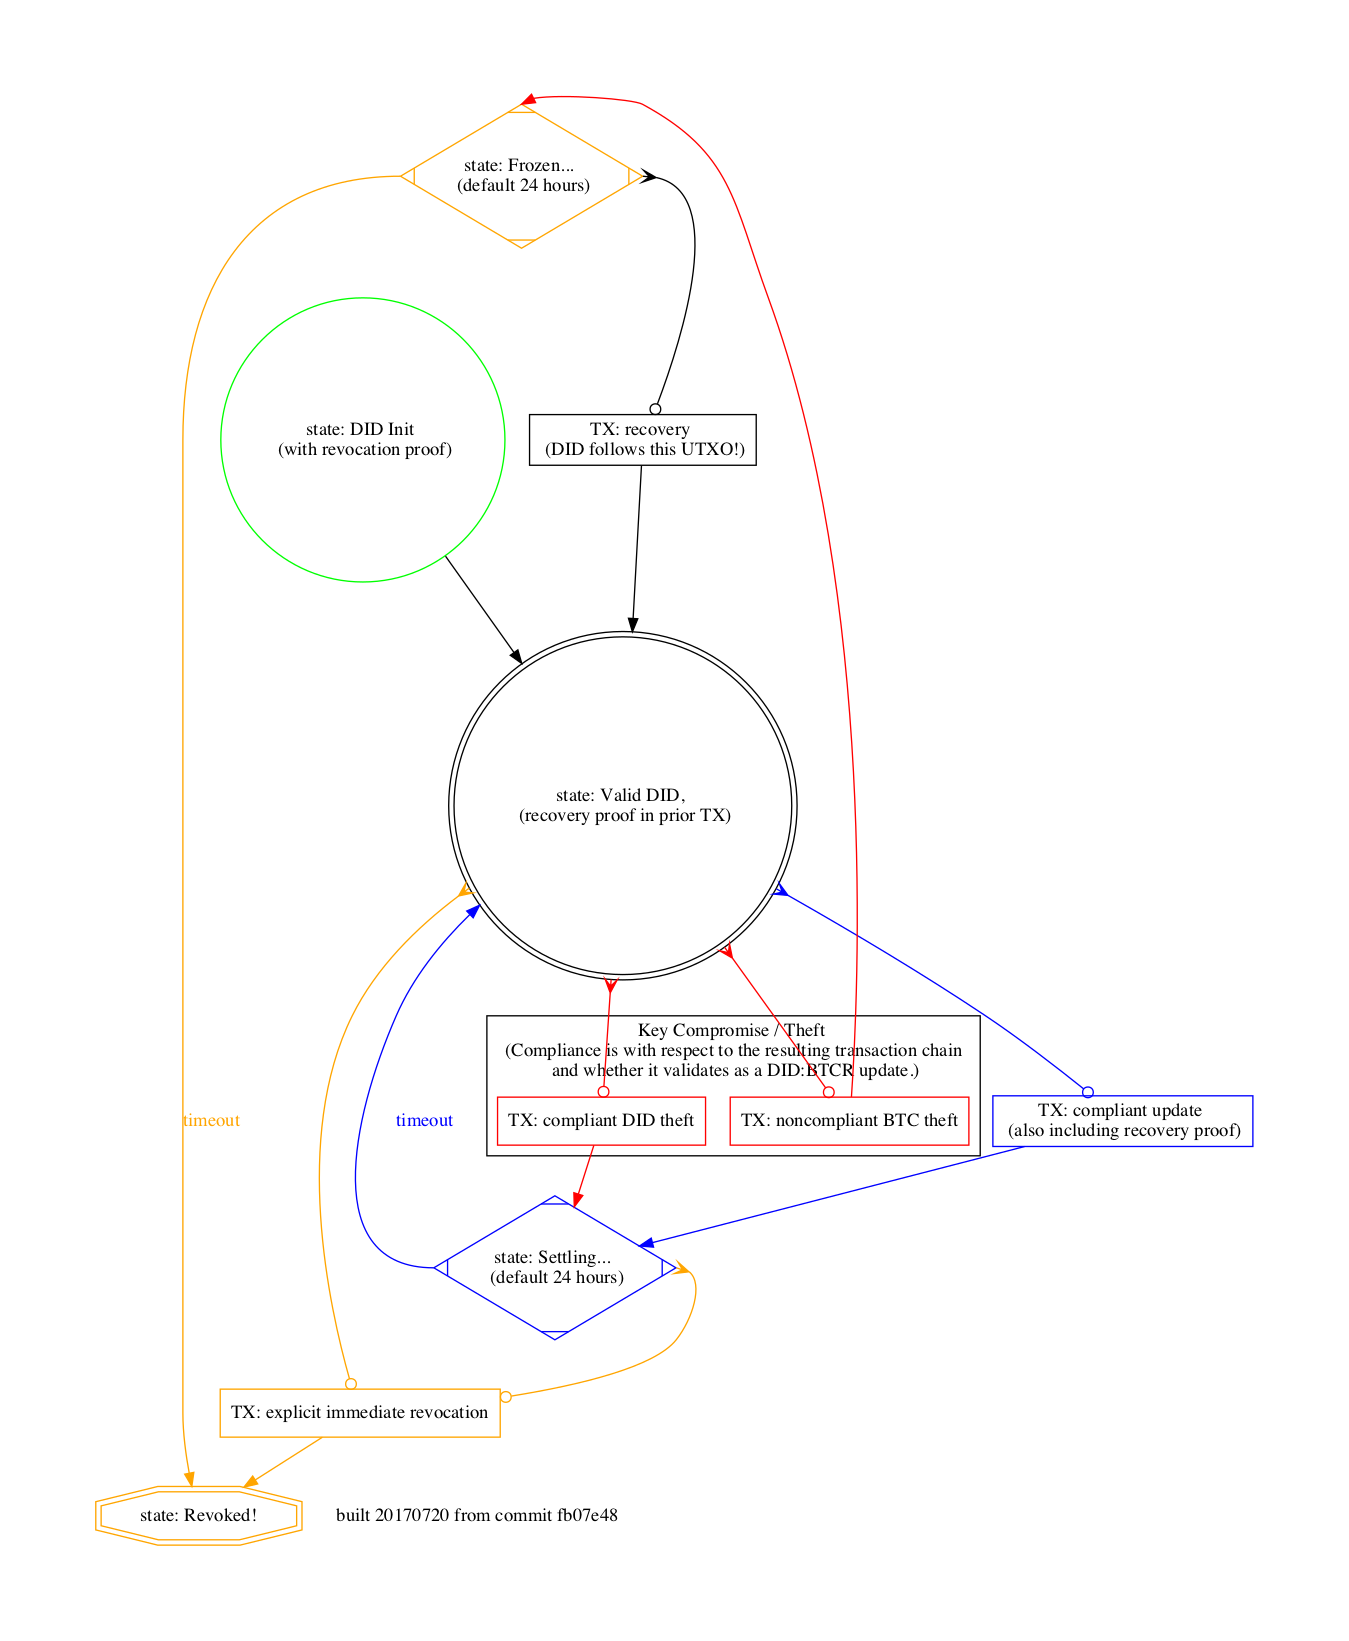 state: Frozen...
(default 24 hours)
state: DID Init
(with revocation proof)
TX: recovery
(DID follows this UTXO!)
state: Valid DID,
(recovery proof in prior TX)
Key Compromise / Theft
(Compliance is with respect to the resulting transaction chain
and whether it validates as a DID:BTCR update.)
timeout
timeout
TX: compliant DID theft
TX: noncompliant BTC theft
TX: compliant update
(also including recovery proof)
state: Settling...
(default 24 hours)
TX: explicit immediate revocation
state: Revoked!
built 20170720 from commit fb07e48